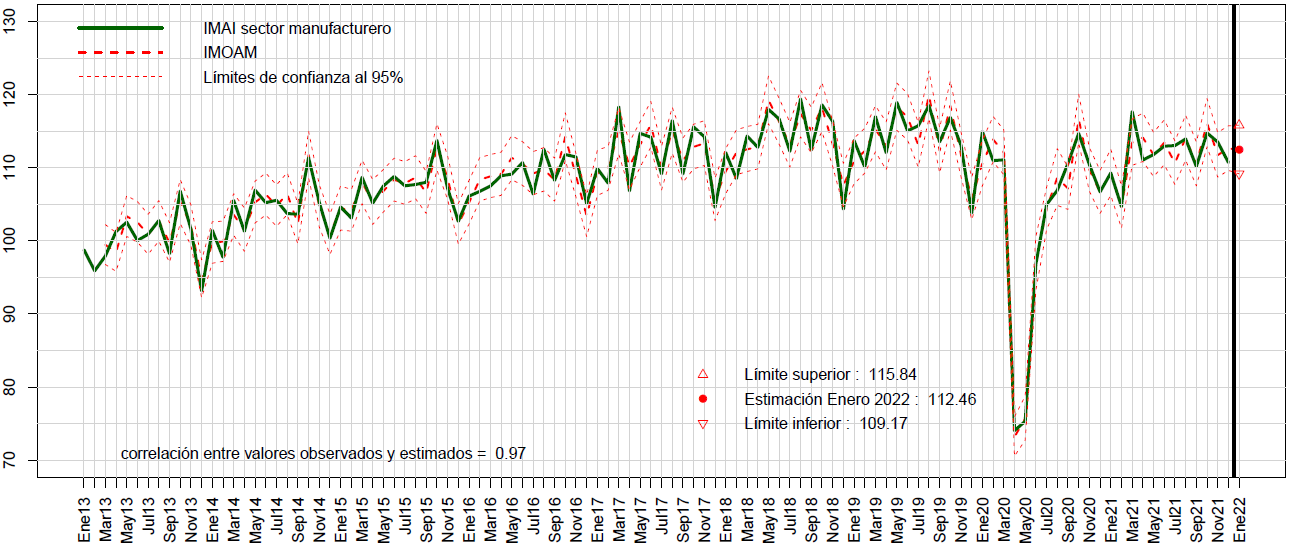 IMAI sector manufacturero
IMOAM
Límites de confianza al 95%
130
120
110
100
90
80
70
Límite superior : 115.84
Estimación Enero 2022 : 112.46
Límite inferior : 109.17
correlación entre valores observados y estimados = 0.97
Ene13
Mar13
May13
Jul13
Sep13
Nov13
Ene14
Mar14
May14
Jul14
Sep14
Nov14
Ene15
Mar15
May15
Jul15
Sep15
Nov15
Ene16
Mar16
May16
Jul16
Sep16
Nov16
Ene17
Mar17
May17
Jul17
Sep17
Nov17
Ene18
Mar18
May18
Jul18
Sep18
Nov18
Ene19
Mar19
May19
Jul19
Sep19
Nov19
Ene20
Mar20
May20
Jul20
Sep20
Nov20
Ene21
Mar21
May21
Jul21
Sep21
Nov21
Ene22